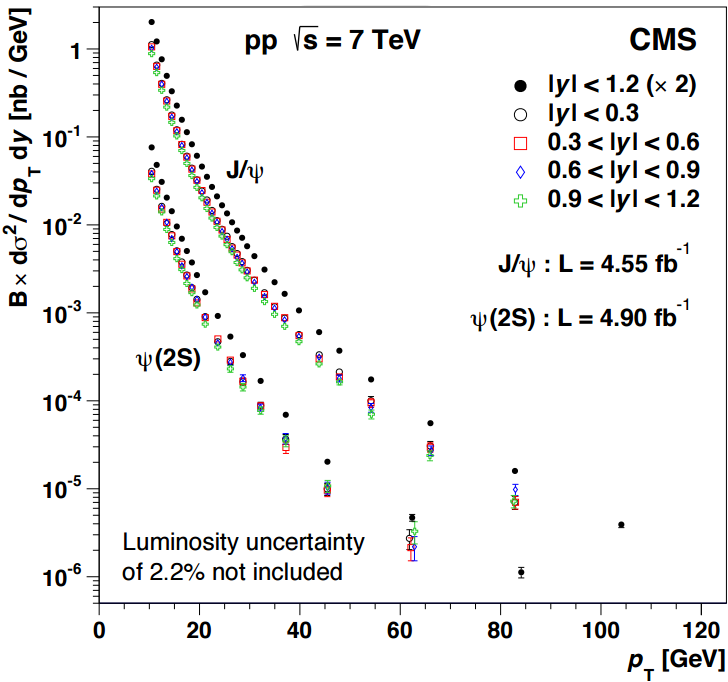 pp √s = 7 TeV
CMS
|y| < 1.2 (× 2)
|y| < 0.3
0.3 < |y| < 0.6
0.6 < |y| < 0.9
0.9 < |y| < 1.2
J/ψ
J/ψ : L = 4.55 fb⁻¹
ψ(2S) : L = 4.90 fb⁻¹
ψ(2S)
Luminosity uncertainty
of 2.2% not included
B × dσ² / dp_T dy [nb / GeV]
1
10⁻¹
10⁻²
10⁻³
10⁻⁴
10⁻⁵
10⁻⁶
0 20 40 60 80 100 120
p_T [GeV]